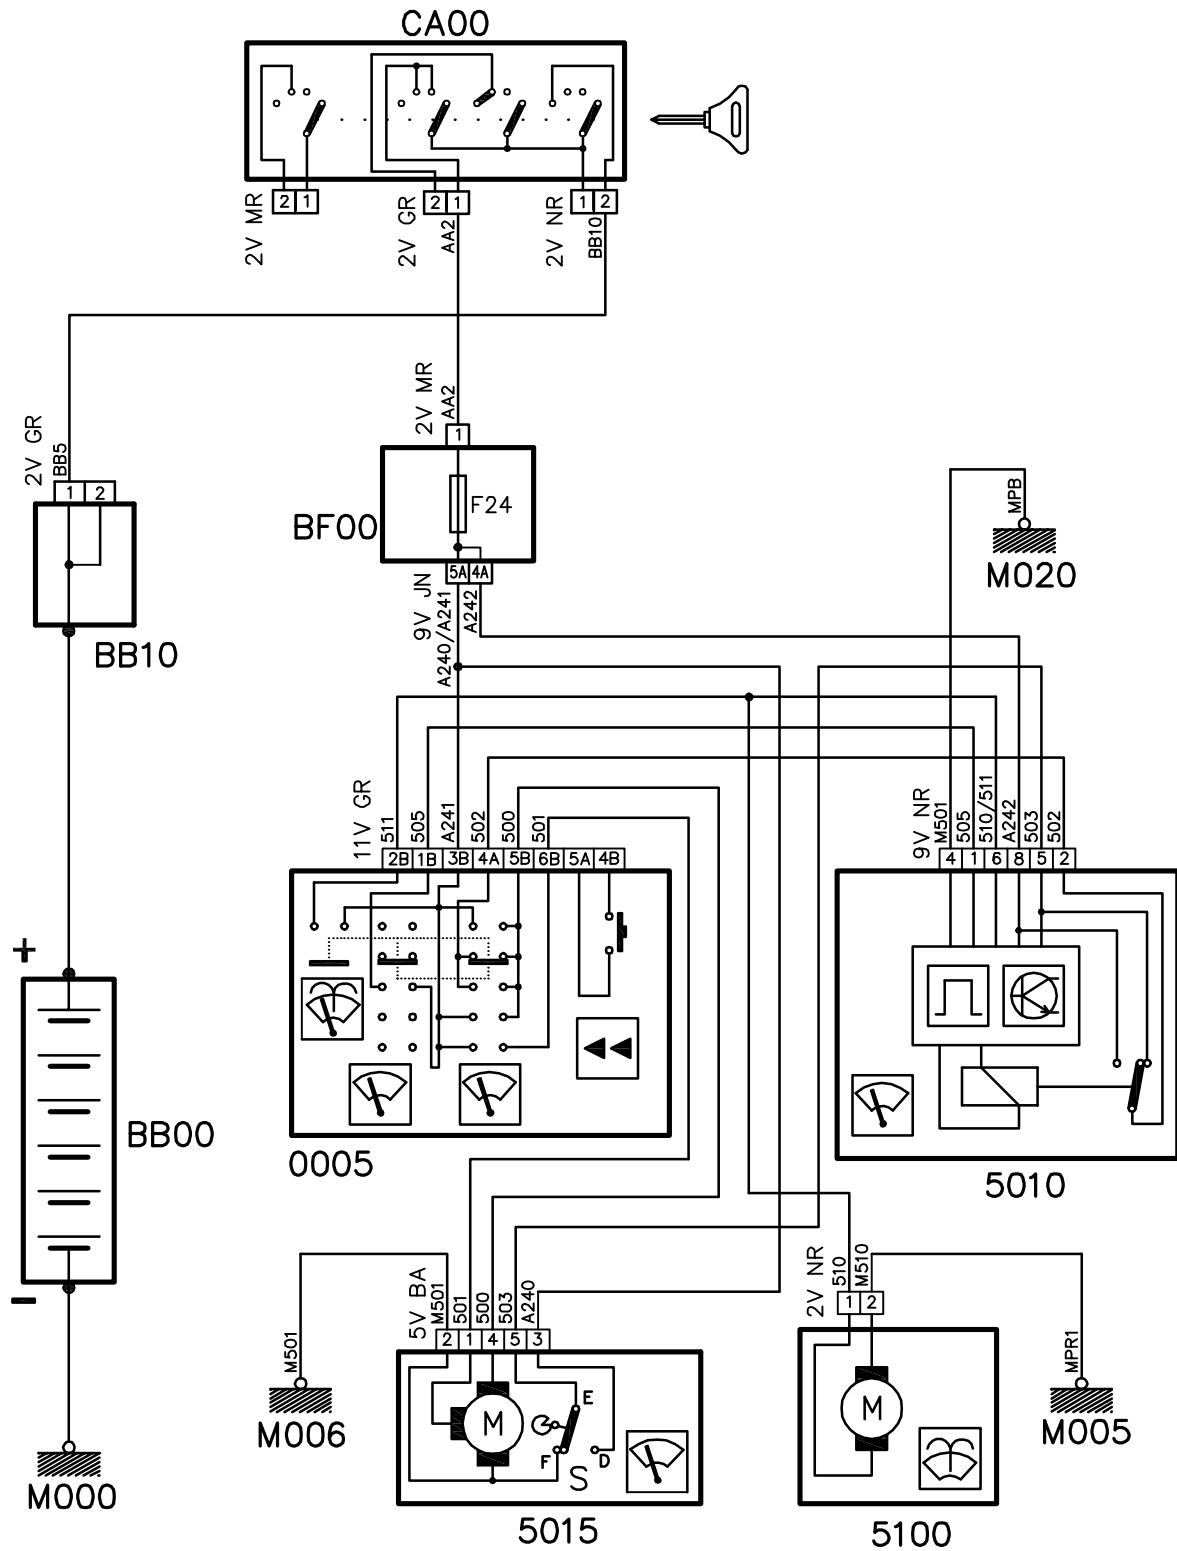 CA00
2 1
2 1
1 2
2V MR
2V GR
AA2
2V NR
BB10
2V MR
AA2
1
2V GR
BB5
1 2
F24
BF00
5A 4A
9V JN
A240/A241
A242
BB10
MPB
M020
11V GR
511
505
A241
502
500
501
2B 1B 3B 4A 5B 6B 5A 4B
9V NR
M501
505
510/511
A242
503
502
4 1 6 8 5 2
+
BB00
-
0005
5010
M000
M501
M006
5V BA
M501
501
500
503
A240
2 1 4 5 3
M
E
F
D
S
5015
2V NR
510
M510
1 2
M
5100
MPR1
M005